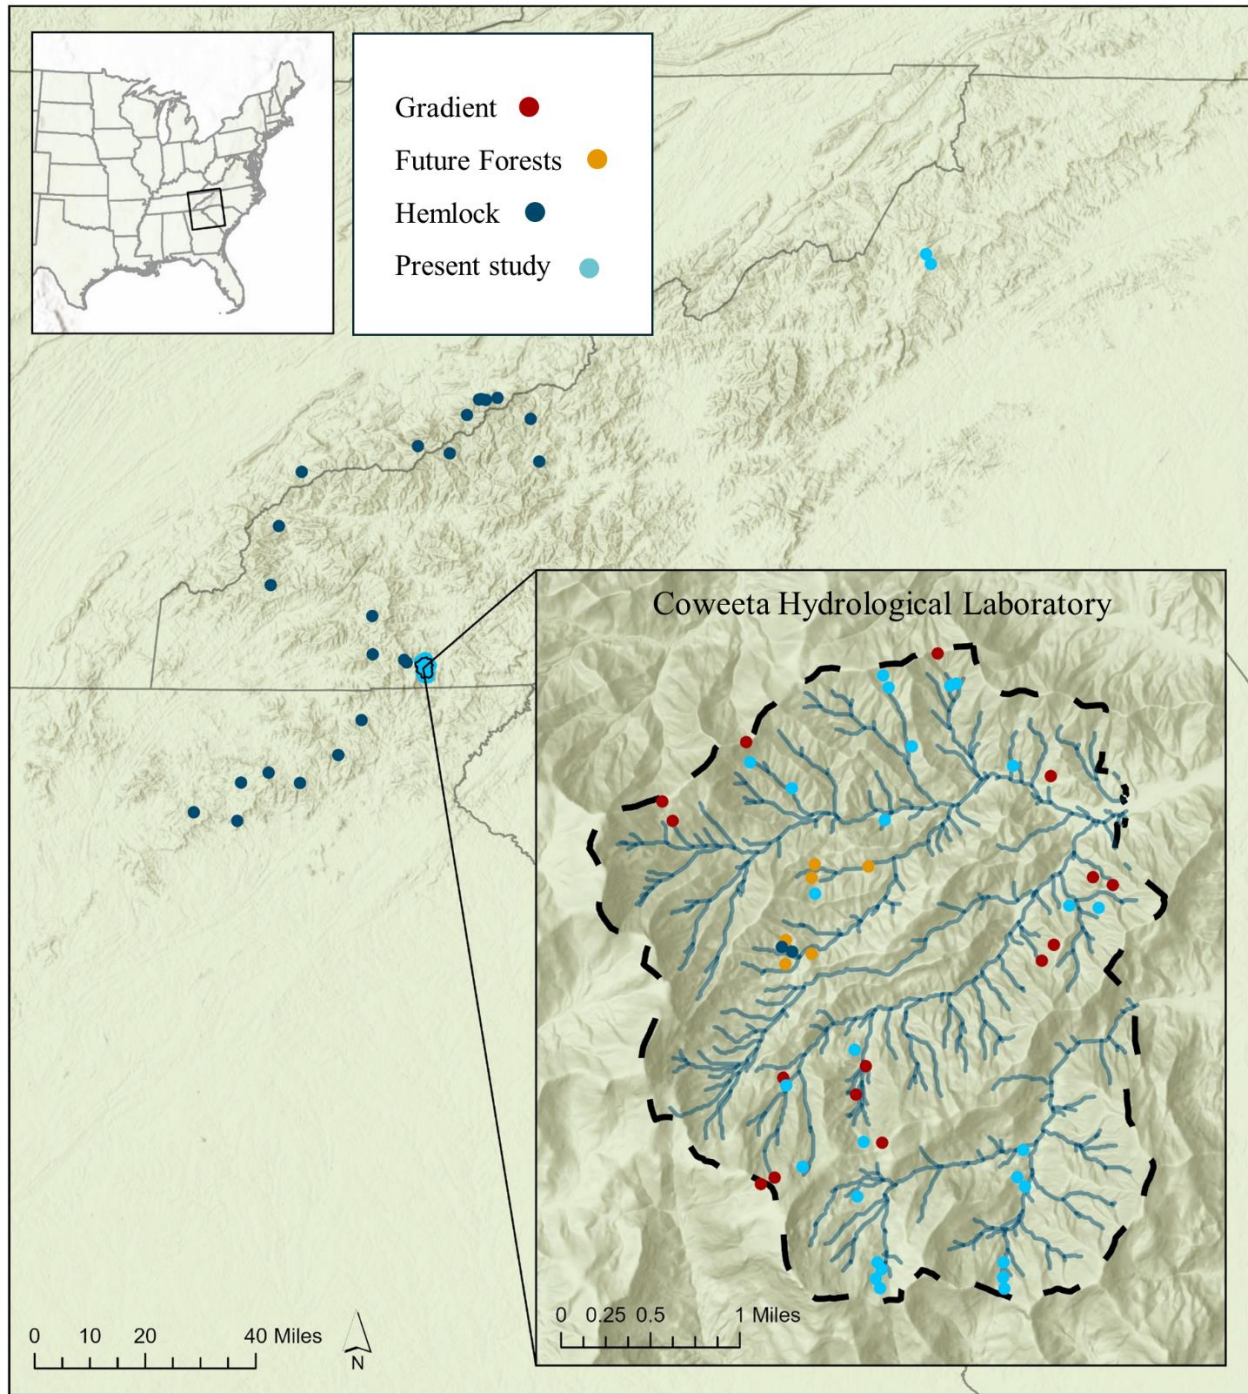 Gradient
Future Forests
Hemlock
Present study
Coweeta Hydrological Laboratory
0 0.25 0.5 1 Miles
0 10 20 40 Miles
N